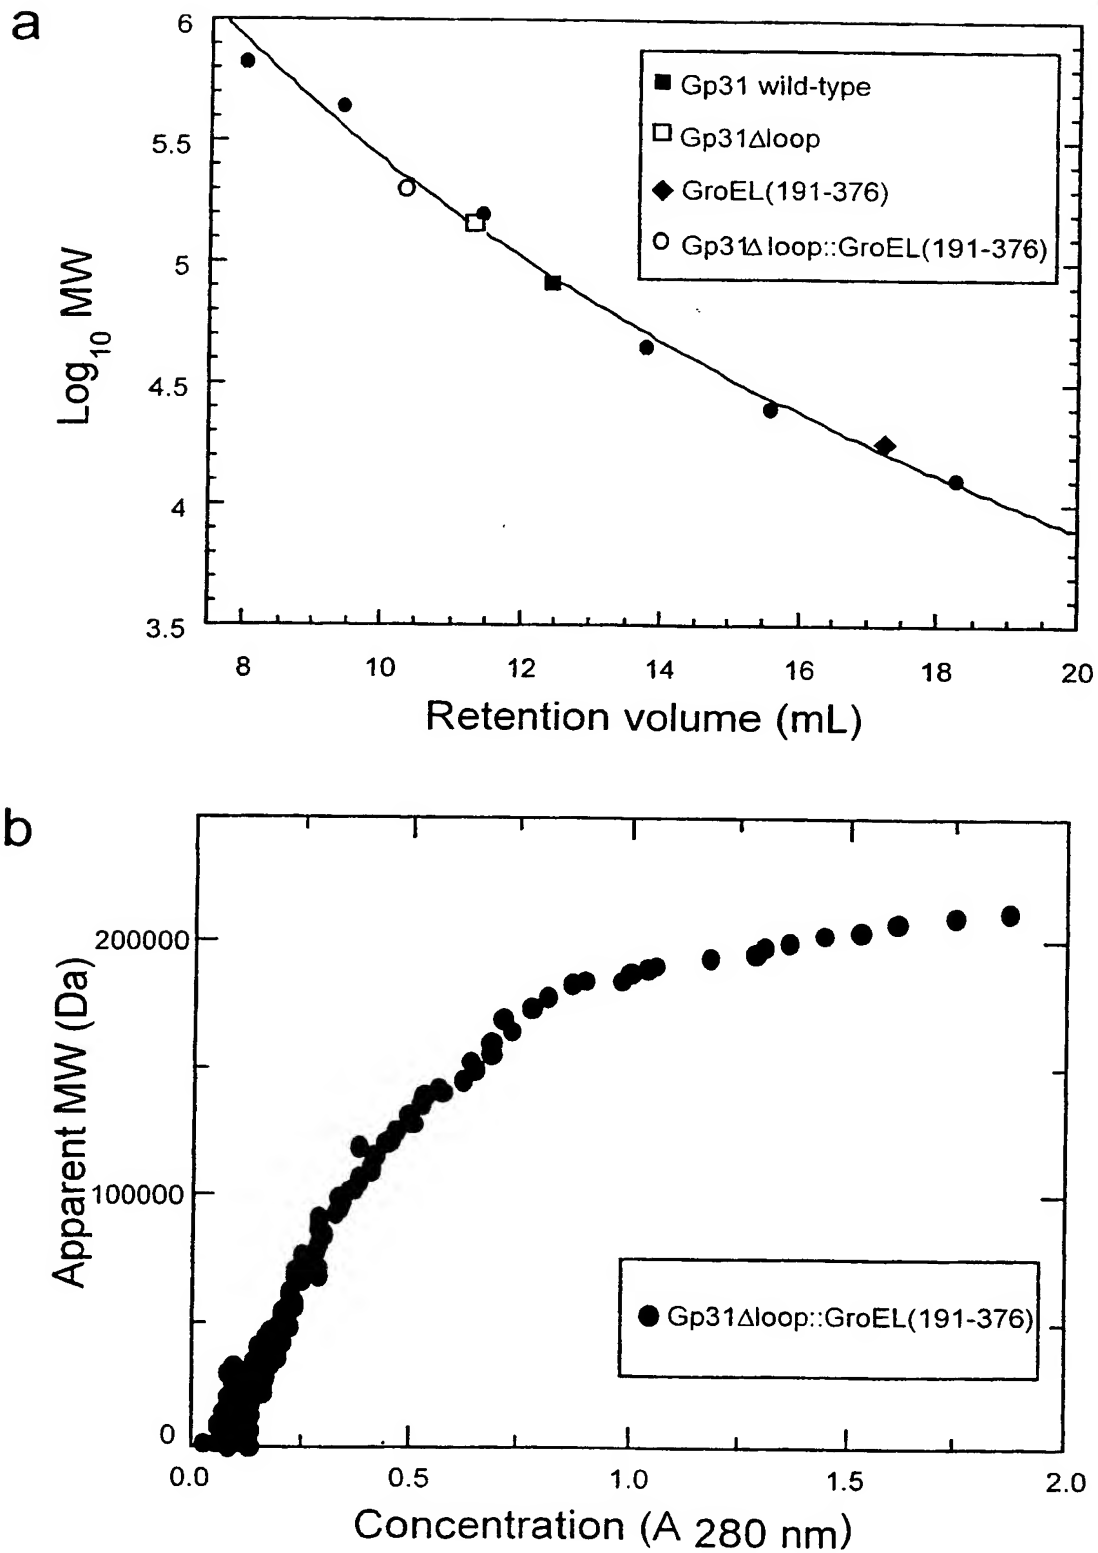 a
6
5.5
5
4.5
4
3.5
Log10 MW
Gp31 wild-type
Gp31Δloop
GroEL(191-376)
Gp31Δ loop::GroEL(191-376)
8 10 12 14 16 18 20
Retention volume (mL)
b
200000
100000
0
Apparent MW (Da)
Gp31Δloop::GroEL(191-376)
0.0 0.5 1.0 1.5 2.0
Concentration (A 280 nm)